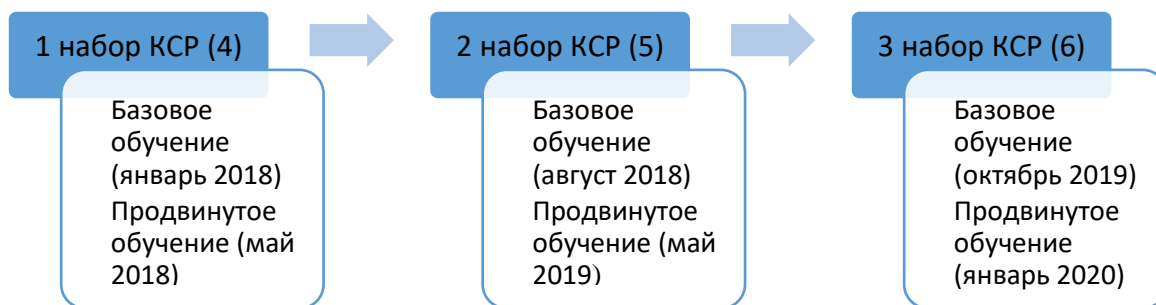 1 набор КСР (4)
Базовое
обучение
(январь 2018)
Продвинутое
обучение (май
2018)
2 набор КСР (5)
Базовое
обучение
(август 2018)
Продвинутое
обучение (май
2019)
3 набор КСР (6)
Базовое
обучение
(октябрь 2019)
Продвинутое
обучение
(январь 2020)